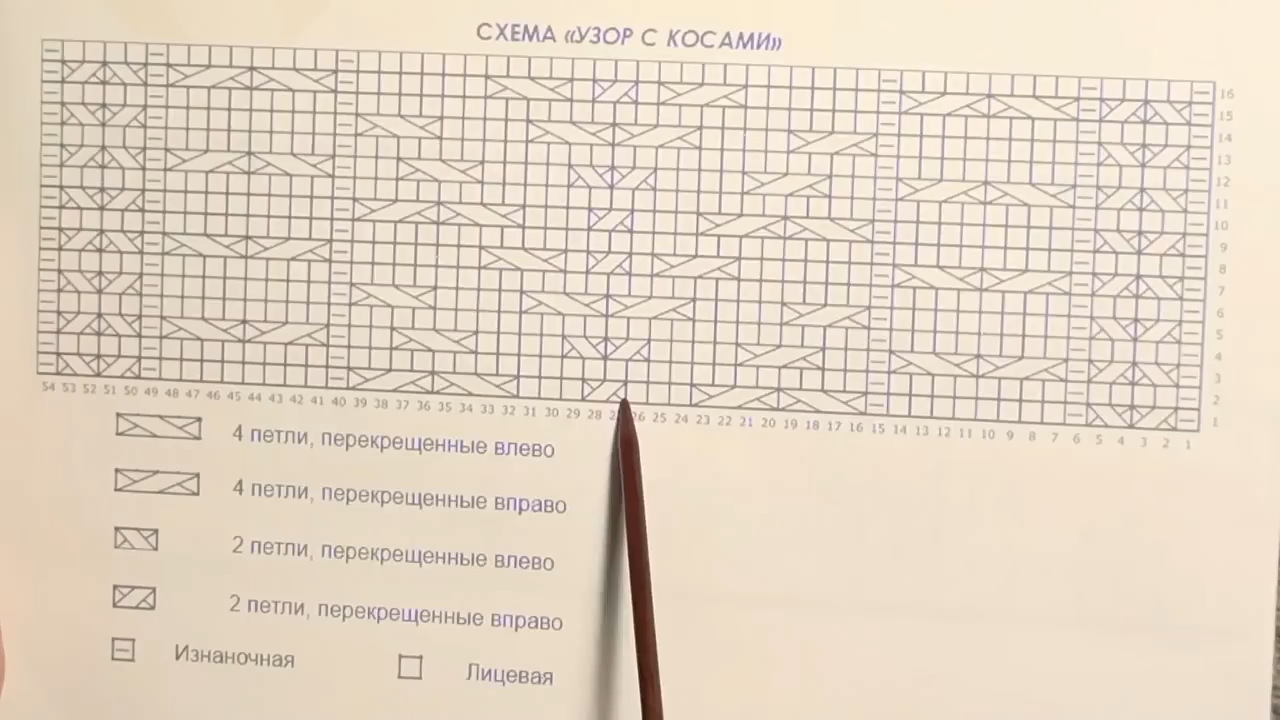 СХЕМА «УЗОР С КОСАМИ»
16
15
14
13
12
11
10
9
8
7
6
5
4
3
2
1
54 53 52 51 50 49 48 47 46 45 44 43 42 41 40 39 38 37 36 35 34 33 32 31 30 29 28 26 25 24 23 22 21 20 19 18 17 16 15 14 13 12 11 10 9 8 7 6 5 4 3 2 1
4 петли, перекрещенные влево
4 петли, перекрещенные вправо
2 петли, перекрещенные влево
2 петли, перекрещенные вправо
Изнаночная Лицевая